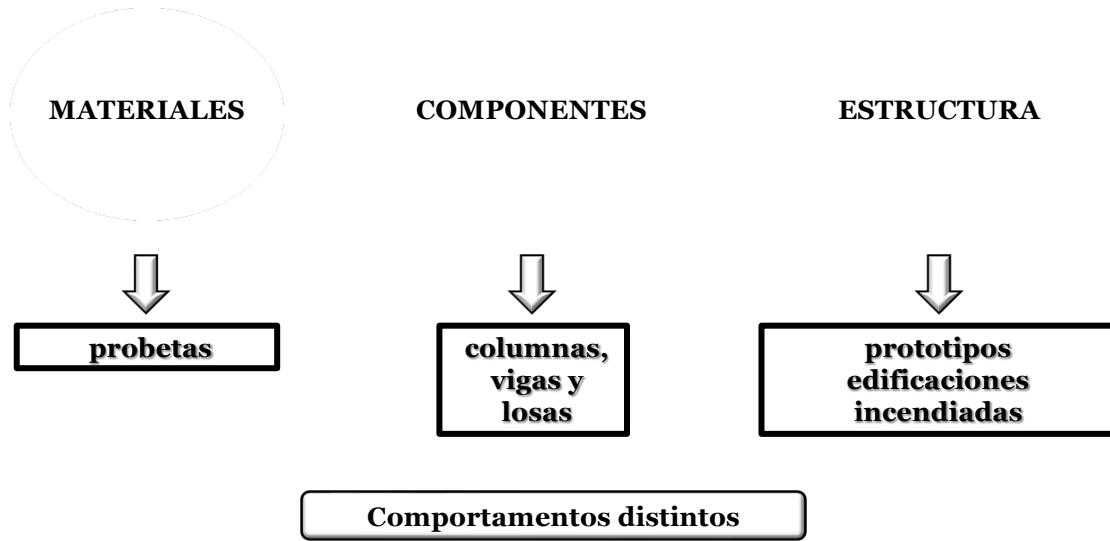 MATERIALES
COMPONENTES
ESTRUCTURA
probetas
columnas,
vigas y
losas
prototipos
edificaciones
incendiadas
Comportamentos distintos